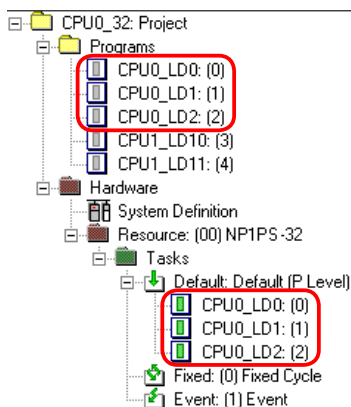 CPU0_32: Project
Programs
CPU0_LD0: (0)
CPU0_LD1: (1)
CPU0_LD2: (2)
CPU1_LD10: (3)
CPU1_LD11: (4)
Hardware
System Definition
Resource: (00) NP1PS-32
Tasks
Default: Default (P Level)
CPU0_LD0: (0)
CPU0_LD1: (1)
CPU0_LD2: (2)
Fixed: (0) Fixed Cycle
Event: (1) Event